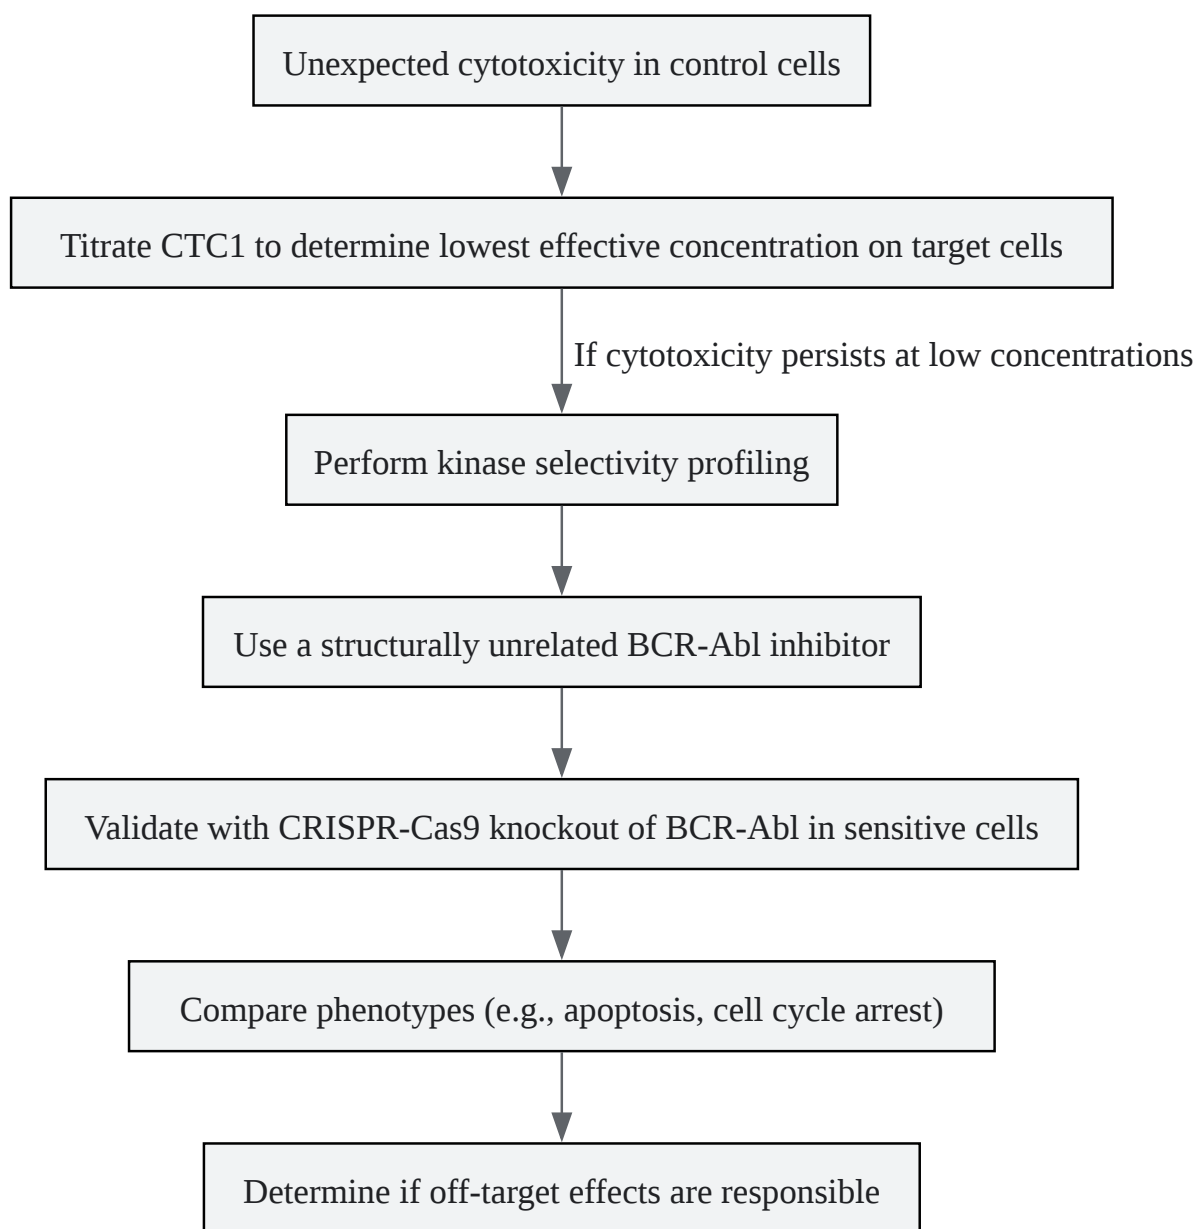 Unexpected cytotoxicity in control cells
Titrate CTC1 to determine lowest effective concentration on target cells
If cytotoxicity persists at low concentrations
Perform kinase selectivity profiling
Use a structurally unrelated BCR-Abl inhibitor
Validate with CRISPR-Cas9 knockout of BCR-Abl in sensitive cells
Compare phenotypes (e.g., apoptosis, cell cycle arrest)
Determine if off-target effects are responsible